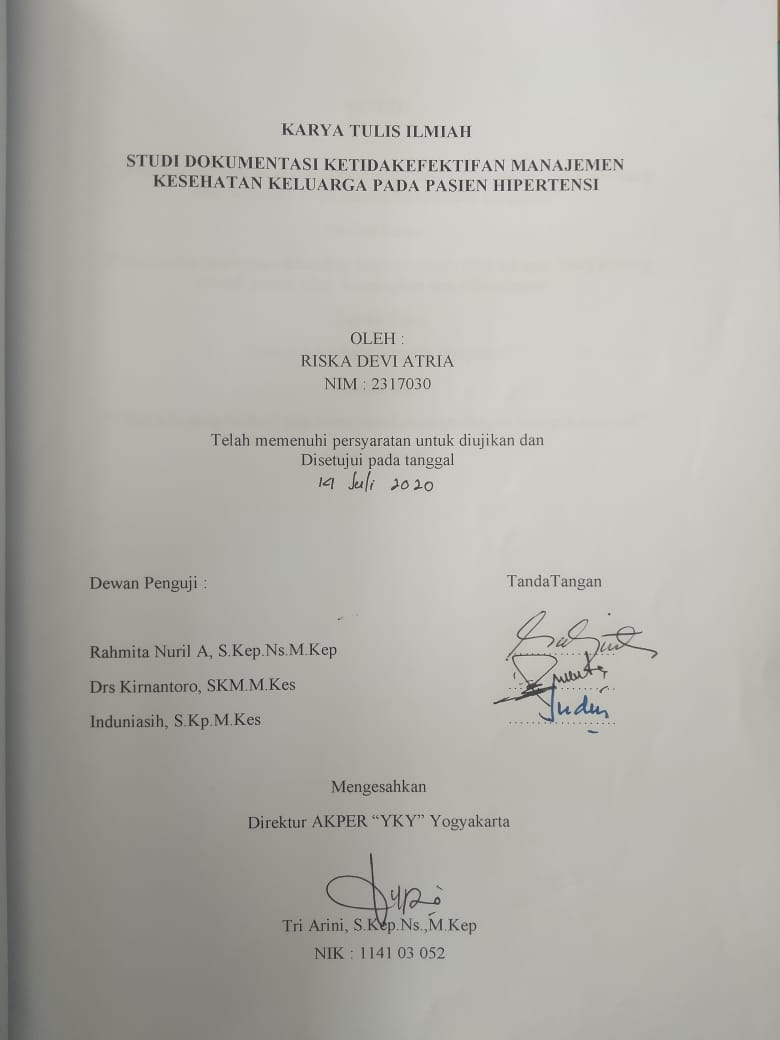 KARYA TULIS ILMIAH
STUDI DOKUMENTASI KETIDAKEFEKTIFAN MANAJEMEN
KESEHATAN KELUARGA PADA PASIEN HIPERTENSI
OLEH :
RISKA DEVI ATRIA
NIM : 2317030
Telah memenuhi persyaratan untuk diujikan dan
Disetujui pada tanggal
14 Juli 2020
Dewan Penguji :
TandaTangan
Rahmita Nuril A, S.Kep.Ns.M.Kep
Drs Kirnantoro, SKM.M.Kes
Induniasih, S.Kp.M.Kes
Mengesahkan
Direktur AKPER “YKY” Yogyakarta
Tri Arini, S.Kep.Ns.,M.Kep
NIK : 1141 03 052